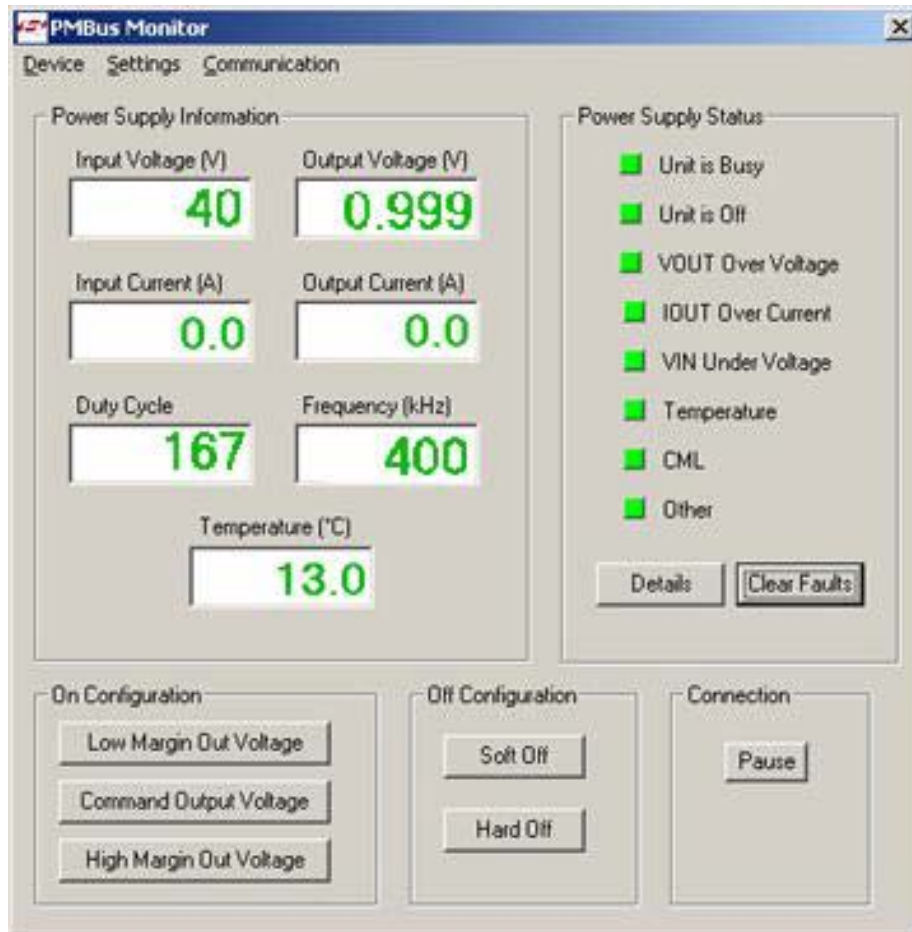 PMBus Monitor
Device Settings Communication
Power Supply Information
Input Voltage (V) Output Voltage (V)
40 0.999
Input Current (A) Output Current (A)
0.0 0.0
Duty Cycle Frequency (kHz)
167 400
Temperature (°C)
13.0
Power Supply Status
Unit is Busy
Unit is Off
VOUT Over Voltage
IOUT Over Current
VIN Under Voltage
Temperature
CML
Other
Details Clear Faults
On Configuration
Low Margin Out Voltage
Command Output Voltage
High Margin Out Voltage
Off Configuration
Soft Off
Hard Off
Connection
Pause